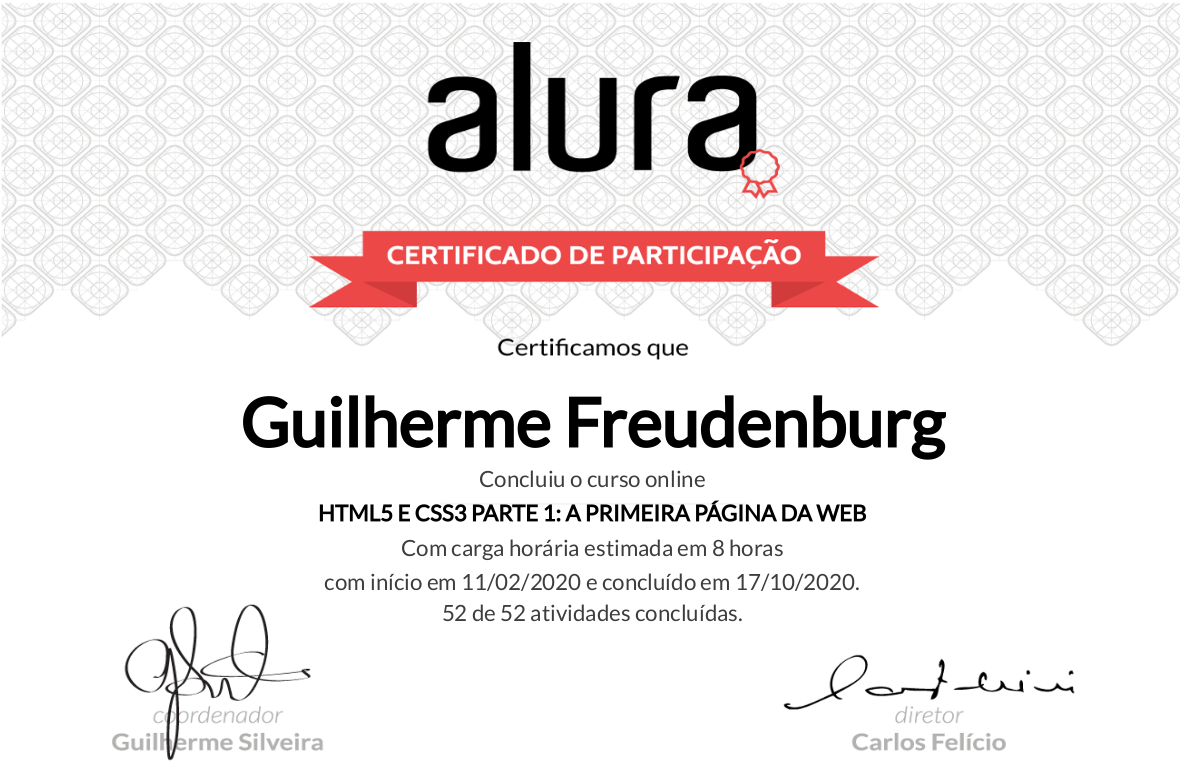 alura
CERTIFICADO DE PARTICIPAÇÃO
Certificamos que
Guilherme Freudenburg
Concluiu o curso online
HTML5 E CSS3 PARTE 1: A PRIMEIRA PÁGINA DA WEB
Com carga horária estimada em 8 horas
com início em 11/02/2020 e concluído em 17/10/2020.
52 de 52 atividades concluídas.
coordenador
Guilherme Silveira
diretor
Carlos Felício